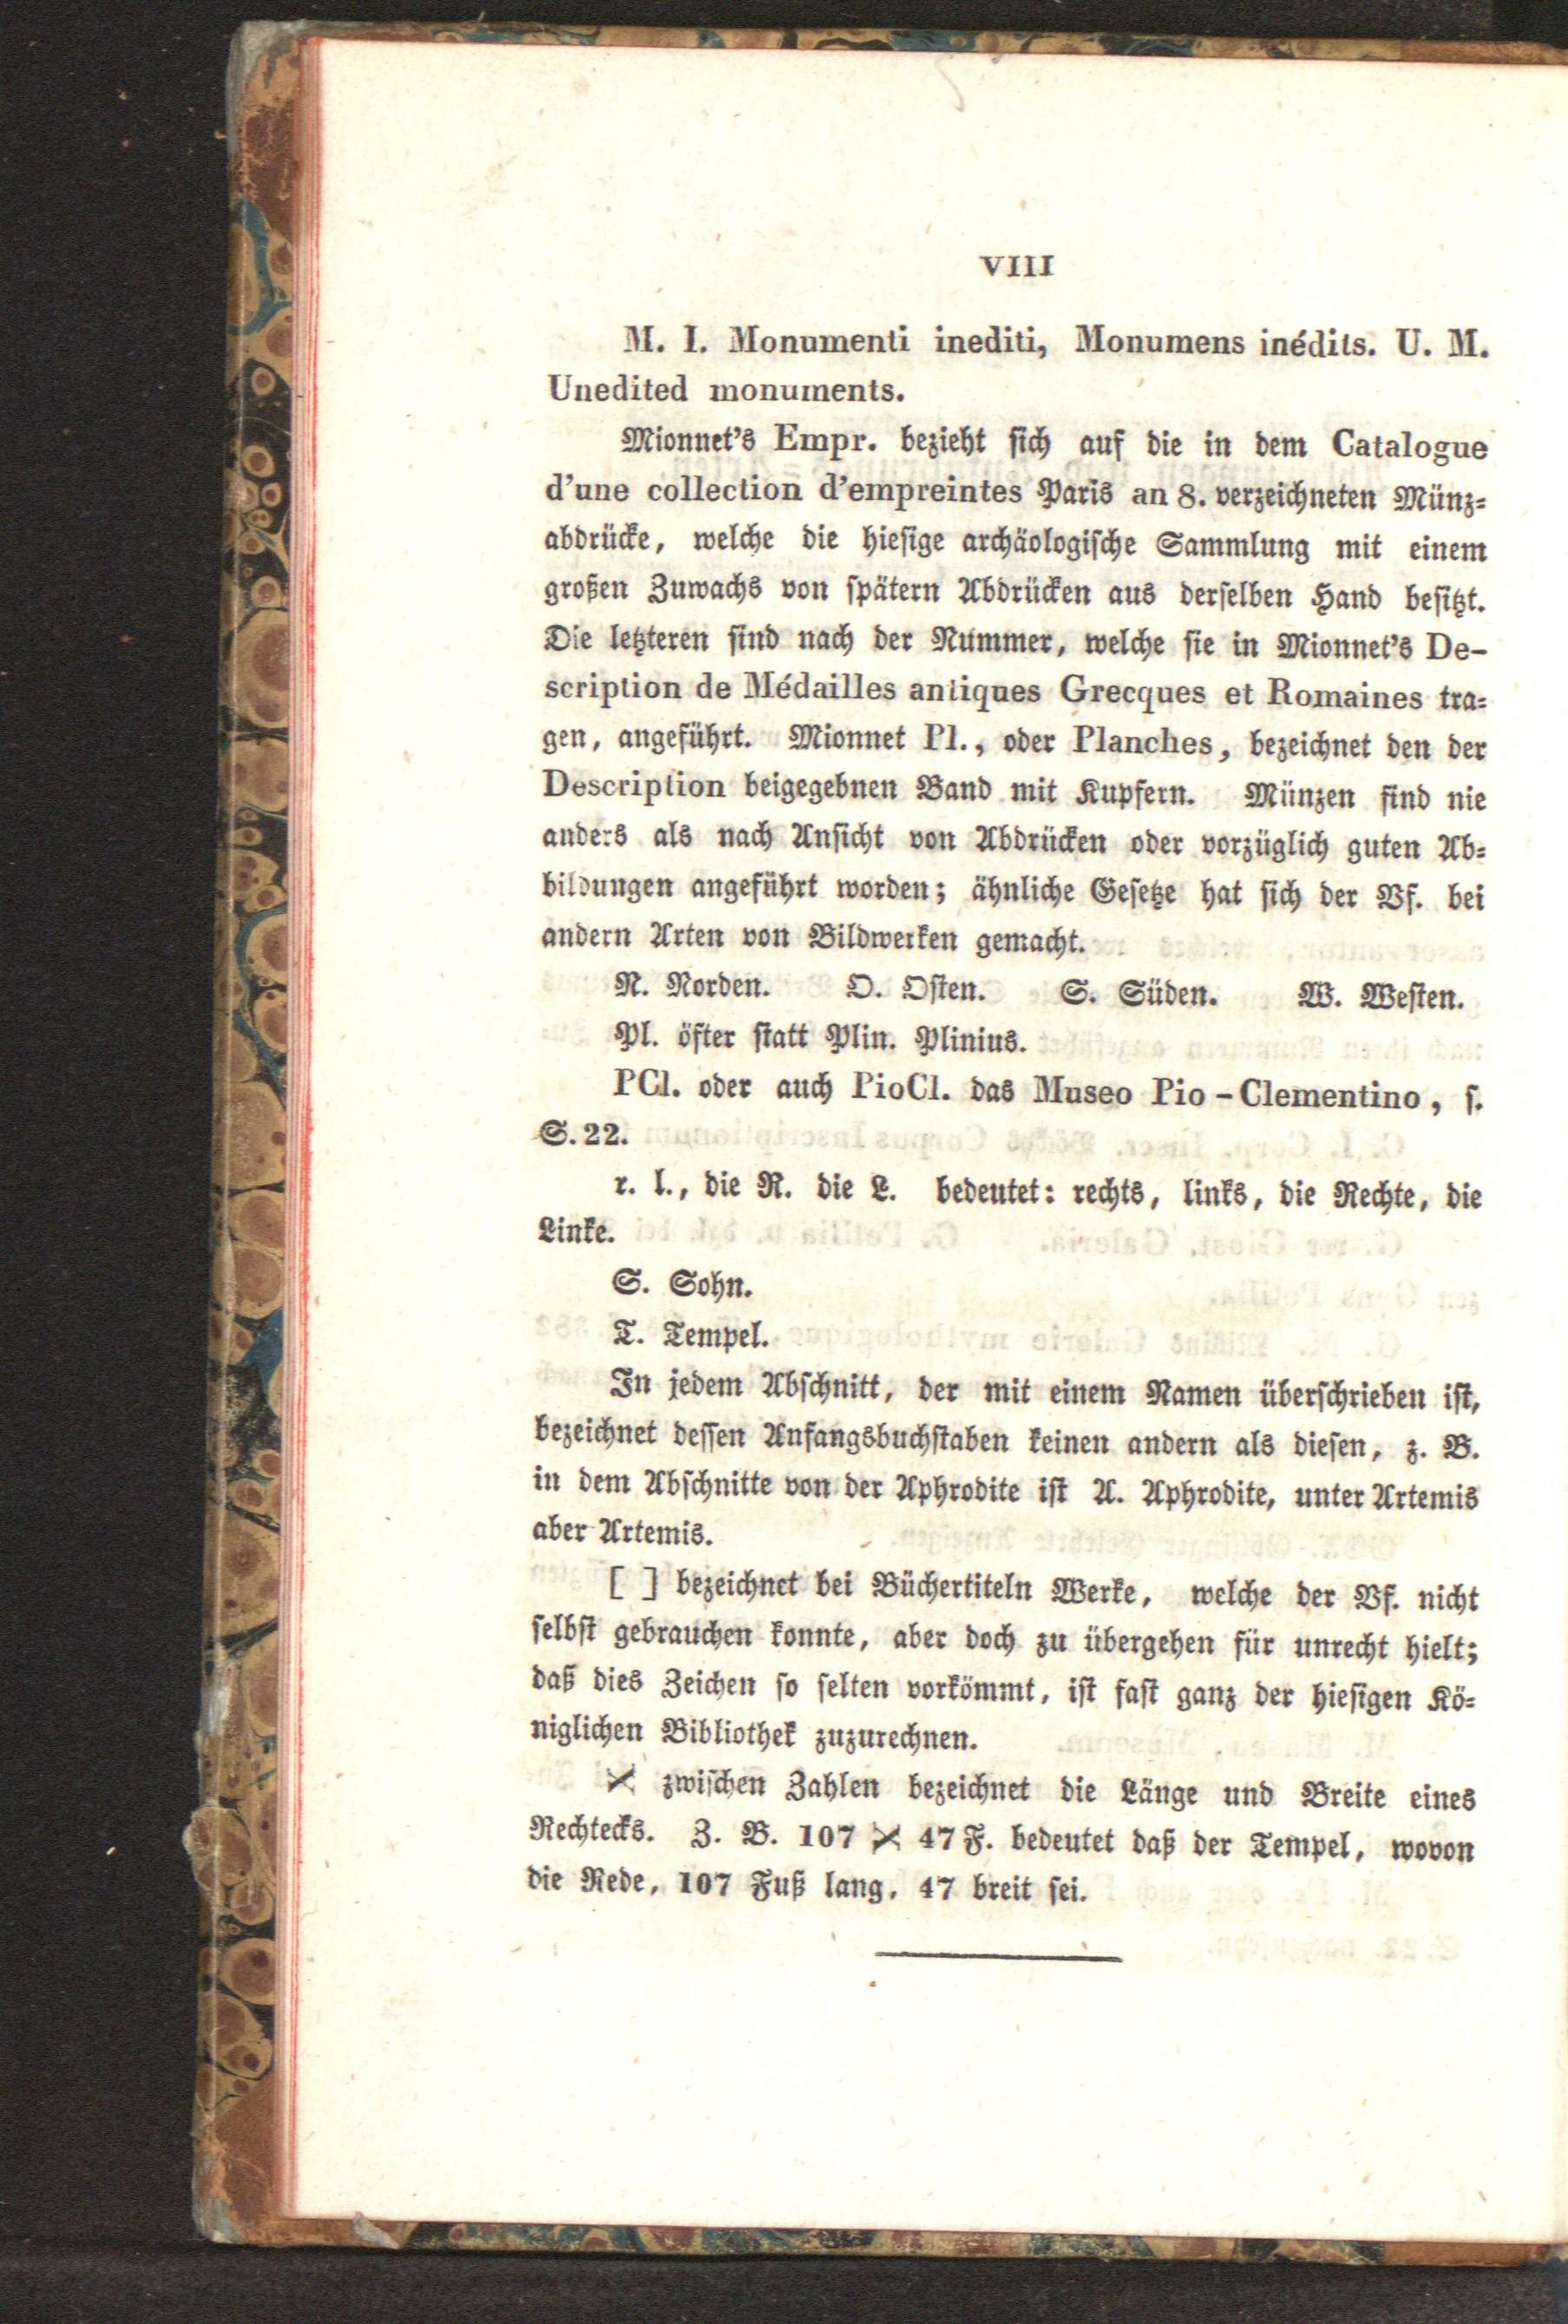 VIII
M. I. Monumenti inediti, Monumens inédits. U. M.
Unedited monuments.
Mionnet's Empr. bezieht sich auf die in dem Catalogue
d'une collection d'empreintes Paris an 8. verzeichneten Münz-
abdrücke, welche die hiesige archäologische Sammlung mit einem
großen Zuwachs von spätern Abdrücken aus derselben Hand besitzt.
Die letzteren sind nach der Nummer, welche sie in Mionnet's De-
scription de Médailles antiques Grecques et Romaines tra-
gen, angeführt. Mionnet Pl., oder Planches, bezeichnet den der
Description beigegebnen Band mit Kupfern. Münzen sind nie
anders als nach Ansicht von Abdrücken oder vorzüglich guten Ab-
bildungen angeführt worden; ähnliche Gesetze hat sich der Vf. bei
andern Arten von Bildwerken gemacht.
N. Norden. O. Osten. S. Süden. W. Westen.
Pl. öfter statt Plin. Plinius.
PCl. oder auch PioCl. das Museo Pio-Clementino, s.
S. 22.
r. l., die R. die L. bedeutet: rechts, links, die Rechte, die
Linke.
S. Sohn.
T. Tempel.
In jedem Abschnitt, der mit einem Namen überschrieben ist,
bezeichnet dessen Anfangsbuchstaben keinen andern als diesen, z. B.
in dem Abschnitte von der Aphrodite ist A. Aphrodite, unter Artemis
aber Artemis.
[ ] bezeichnet bei Büchertiteln Werke, welche der Vf. nicht
selbst gebrauchen konnte, aber doch zu übergehen für unrecht hielt;
daß dies Zeichen so selten vorkömmt, ist fast ganz der hiesigen Kö-
niglichen Bibliothek zuzurechnen.
× zwischen Zahlen bezeichnet die Länge und Breite eines
Rechtecks. Z. B. 107 × 47 F. bedeutet daß der Tempel, wovon
die Rede, 107 Fuß lang, 47 breit sei.